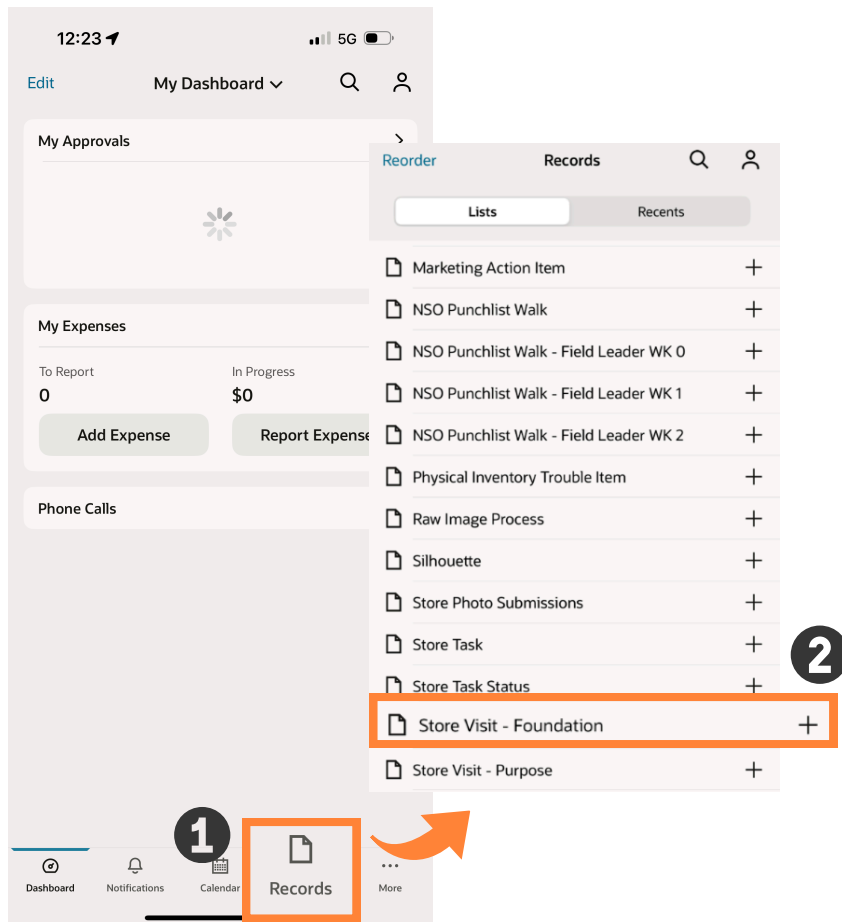 12:23
5G
Edit
My Dashboard
My Approvals
My Expenses
To Report
In Progress
0
$0
Add Expense
Report Expense
Phone Calls
1
Dashboard
Notifications
Calendar
Records
More
Reorder
Records
Lists
Recents
Marketing Action Item
NSO Punchlist Walk
NSO Punchlist Walk - Field Leader WK 0
NSO Punchlist Walk - Field Leader WK 1
NSO Punchlist Walk - Field Leader WK 2
Physical Inventory Trouble Item
Raw Image Process
Silhouette
Store Photo Submissions
Store Task
Store Task Status
2
Store Visit - Foundation
Store Visit - Purpose